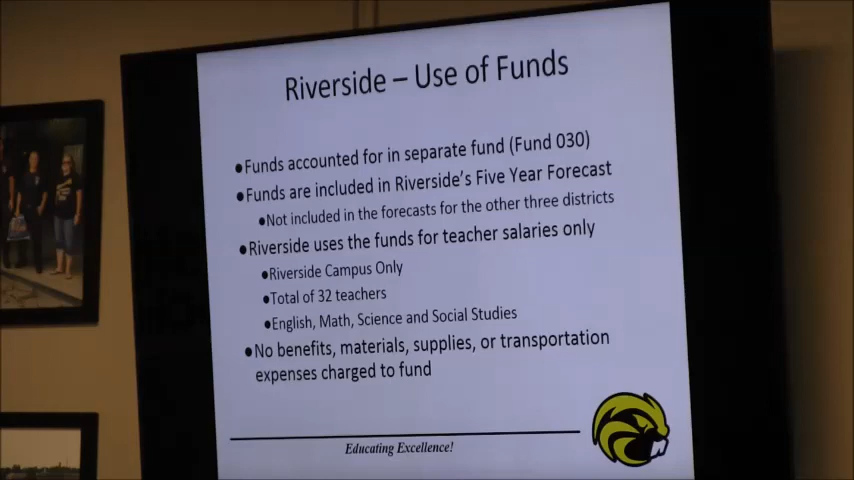 Riverside – Use of Funds
●Funds accounted for in separate fund (Fund 030)
●Funds are included in Riverside's Five Year Forecast
●Not included in the forecasts for the other three districts
●Riverside uses the funds for teacher salaries only
●Riverside Campus Only
●Total of 32 teachers
●English, Math, Science and Social Studies
●No benefits, materials, supplies, or transportation
expenses charged to fund
Educating Excellence!